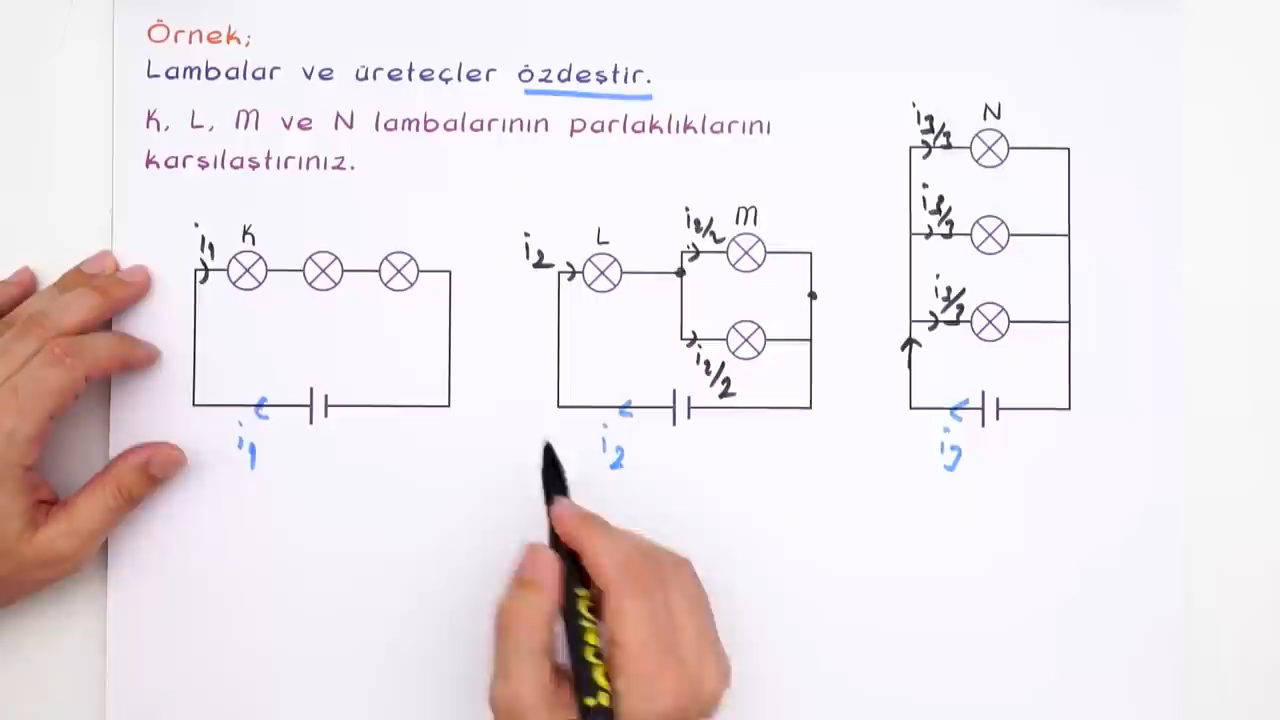 Örnek;
Lambalar ve üreteçler özdeştir.
K, L, M ve N lambalarının parlaklıklarını
karşılaştırınız.
i1 K
i1
i2 L
i2/2 M
i2/2
i2
i3/3 N
i3/3
i3/3
i3